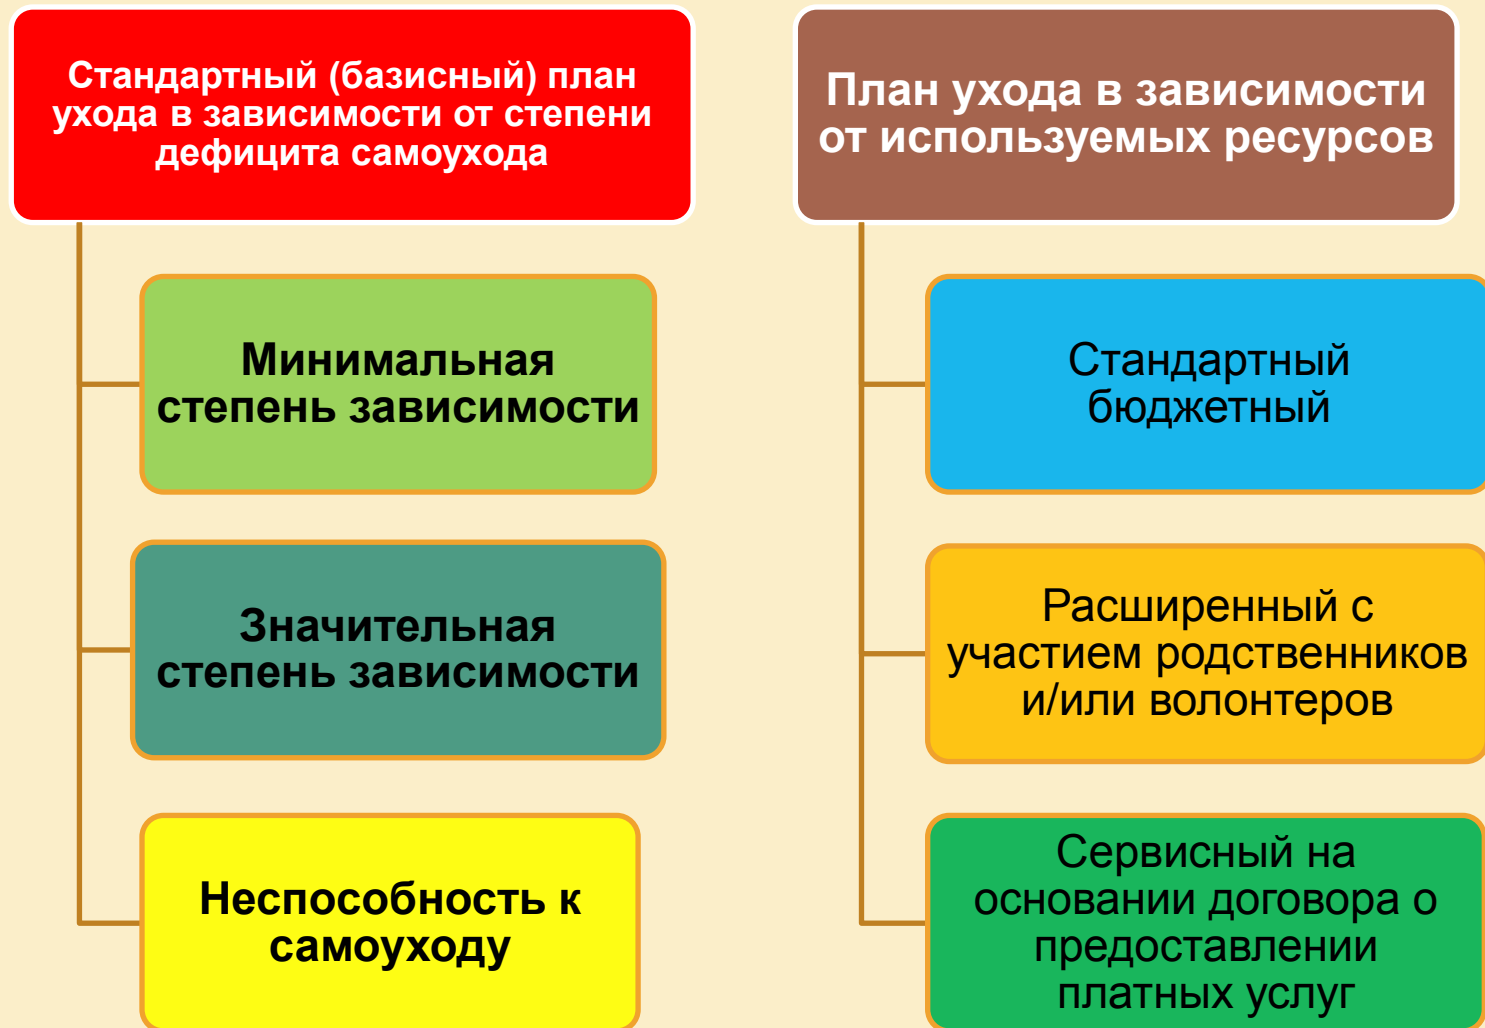 Стандартный (базисный) план
ухода в зависимости от степени
дефицита самоухода
Минимальная
степень зависимости
Значительная
степень зависимости
Неспособность к
самоуходу
План ухода в зависимости
от используемых ресурсов
Стандартный
бюджетный
Расширенный с
участием родственников
и/или волонтеров
Сервисный на
основании договора о
предоставлении
платных услуг